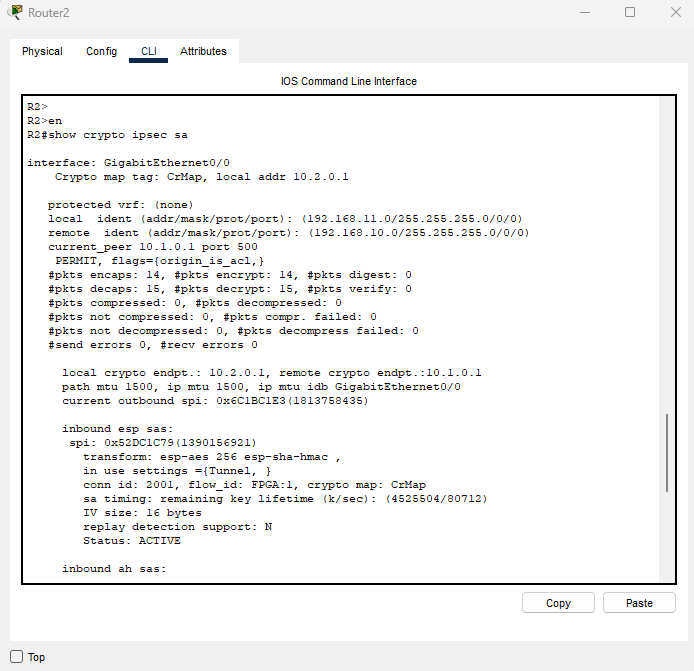 Router2
Physical Config CLI Attributes
IOS Command Line Interface
R2>
R2>en
R2#show crypto ipsec sa
interface: GigabitEthernet0/0
Crypto map tag: CrMap, local addr 10.2.0.1
protected vrf: (none)
local ident (addr/mask/prot/port): (192.168.11.0/255.255.255.0/0/0)
remote ident (addr/mask/prot/port): (192.168.10.0/255.255.255.0/0/0)
current_peer 10.1.0.1 port 500
PERMIT, flags={origin_is_acl,}
#pkts encaps: 14, #pkts encrypt: 14, #pkts digest: 0
#pkts decaps: 15, #pkts decrypt: 15, #pkts verify: 0
#pkts compressed: 0, #pkts decompressed: 0
#pkts not compressed: 0, #pkts compr. failed: 0
#pkts not decompressed: 0, #pkts decompress failed: 0
#send errors 0, #recv errors 0
local crypto endpt.: 10.2.0.1, remote crypto endpt.:10.1.0.1
path mtu 1500, ip mtu 1500, ip mtu idb GigabitEthernet0/0
current outbound spi: 0x6C1BC1E3(1813758435)
inbound esp sas:
spi: 0x52DC1C79(1390156921)
transform: esp-aes 256 esp-sha-hmac ,
in use settings ={Tunnel, }
conn id: 2001, flow_id: FPGA:1, crypto map: CrMap
sa timing: remaining key lifetime (k/sec): (4525504/80712)
IV size: 16 bytes
replay detection support: N
Status: ACTIVE
inbound ah sas:
Copy Paste
Top